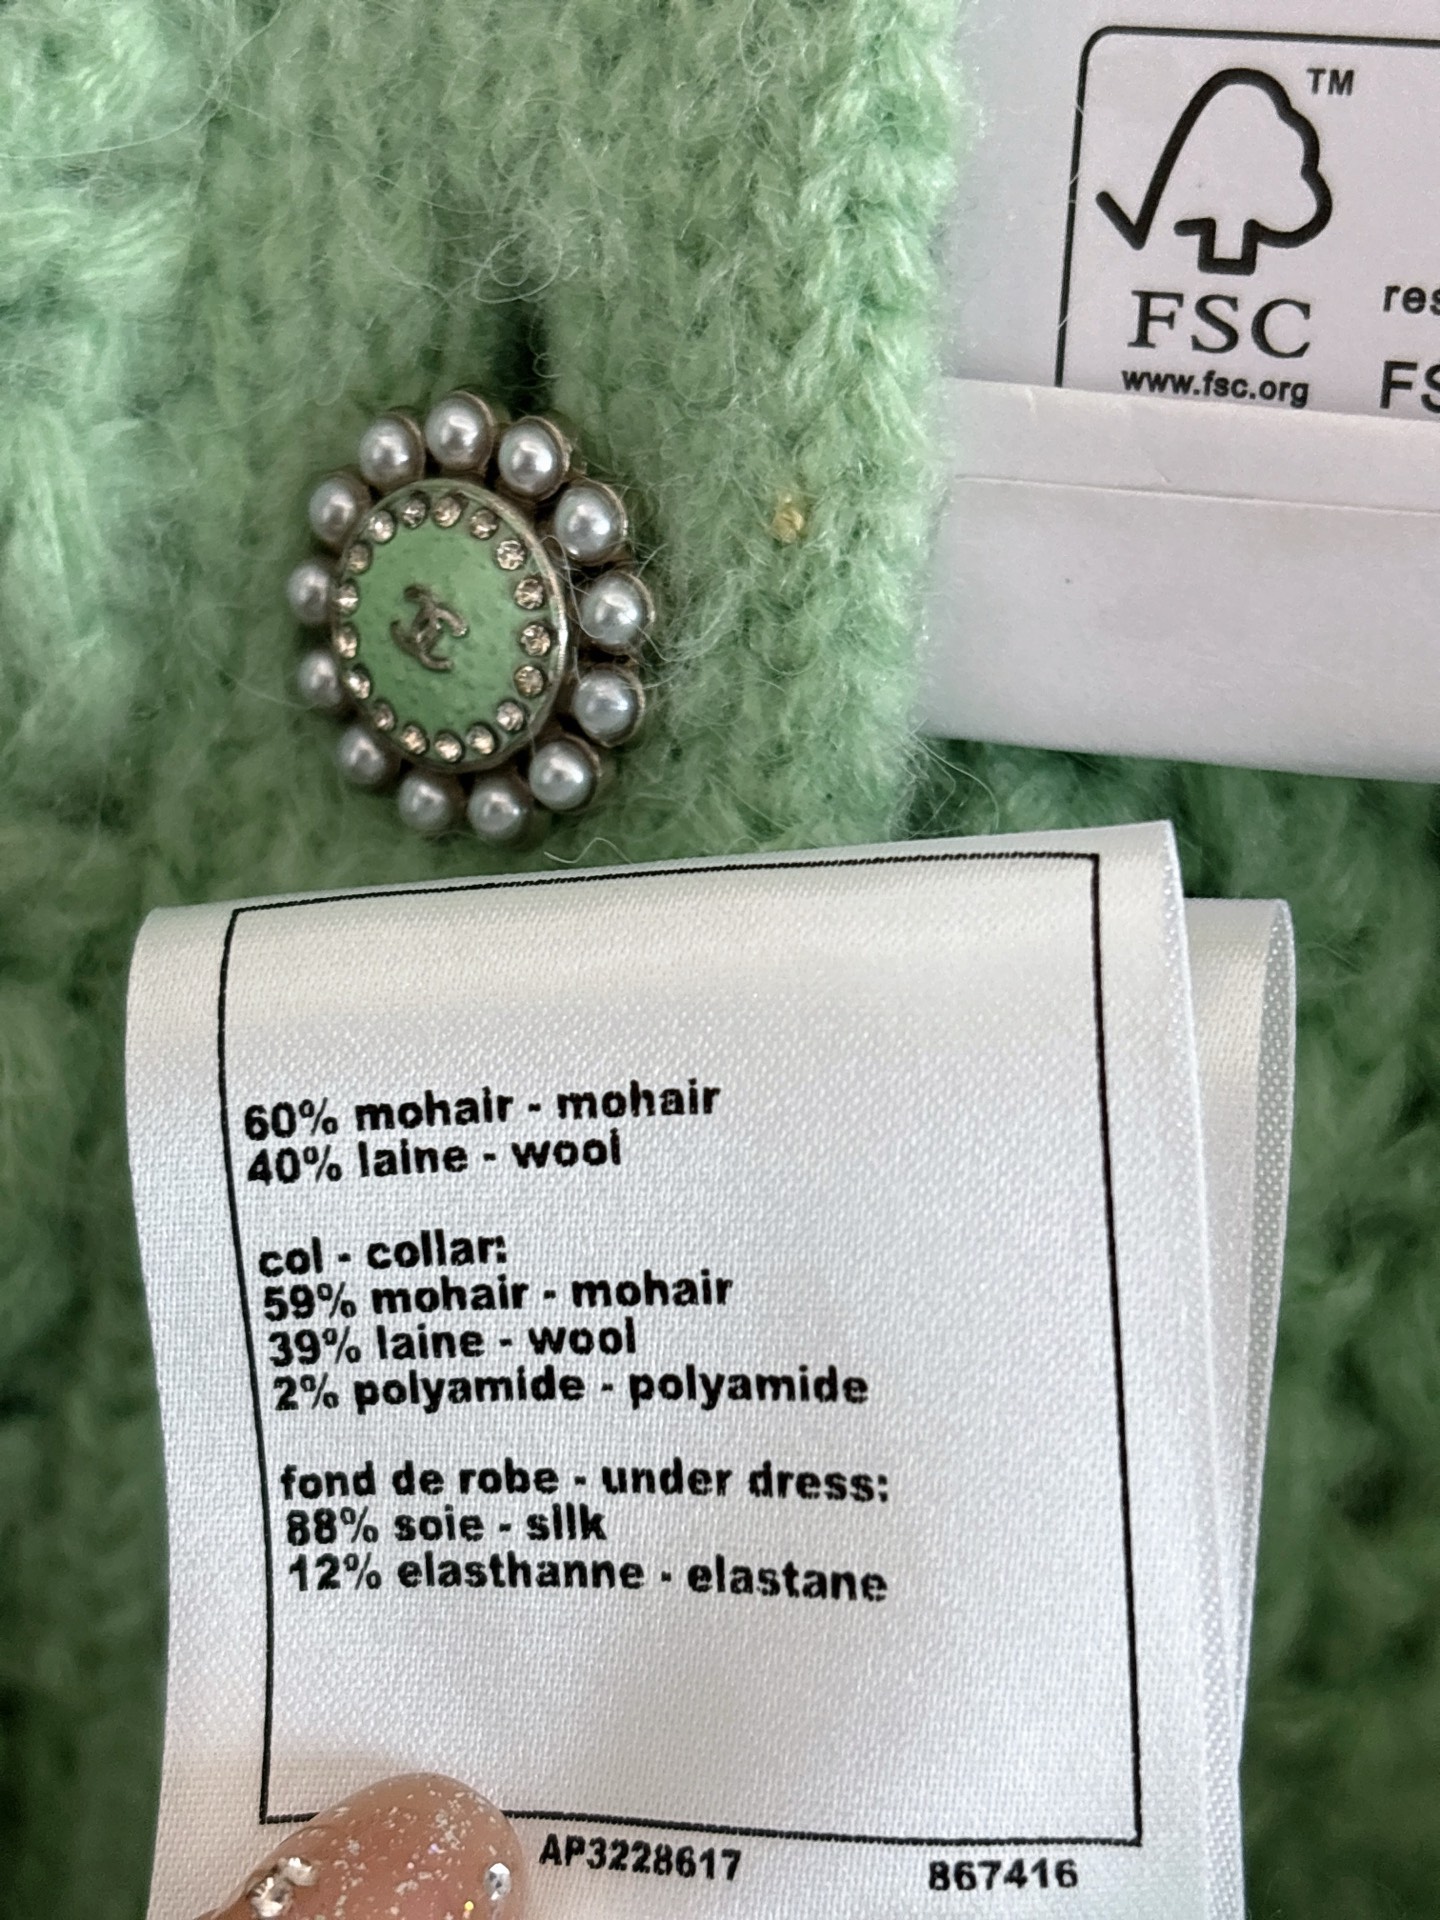 TM
FSC
www.fsc.org
res
FS
60% mohair - mohair
40% laine - wool
col - collar:
59% mohair - mohair
39% laine - wool
2% polyamide - polyamide
fond de robe - under dress:
88% soie - silk
12% elasthanne - elastane
AP3228617 867416